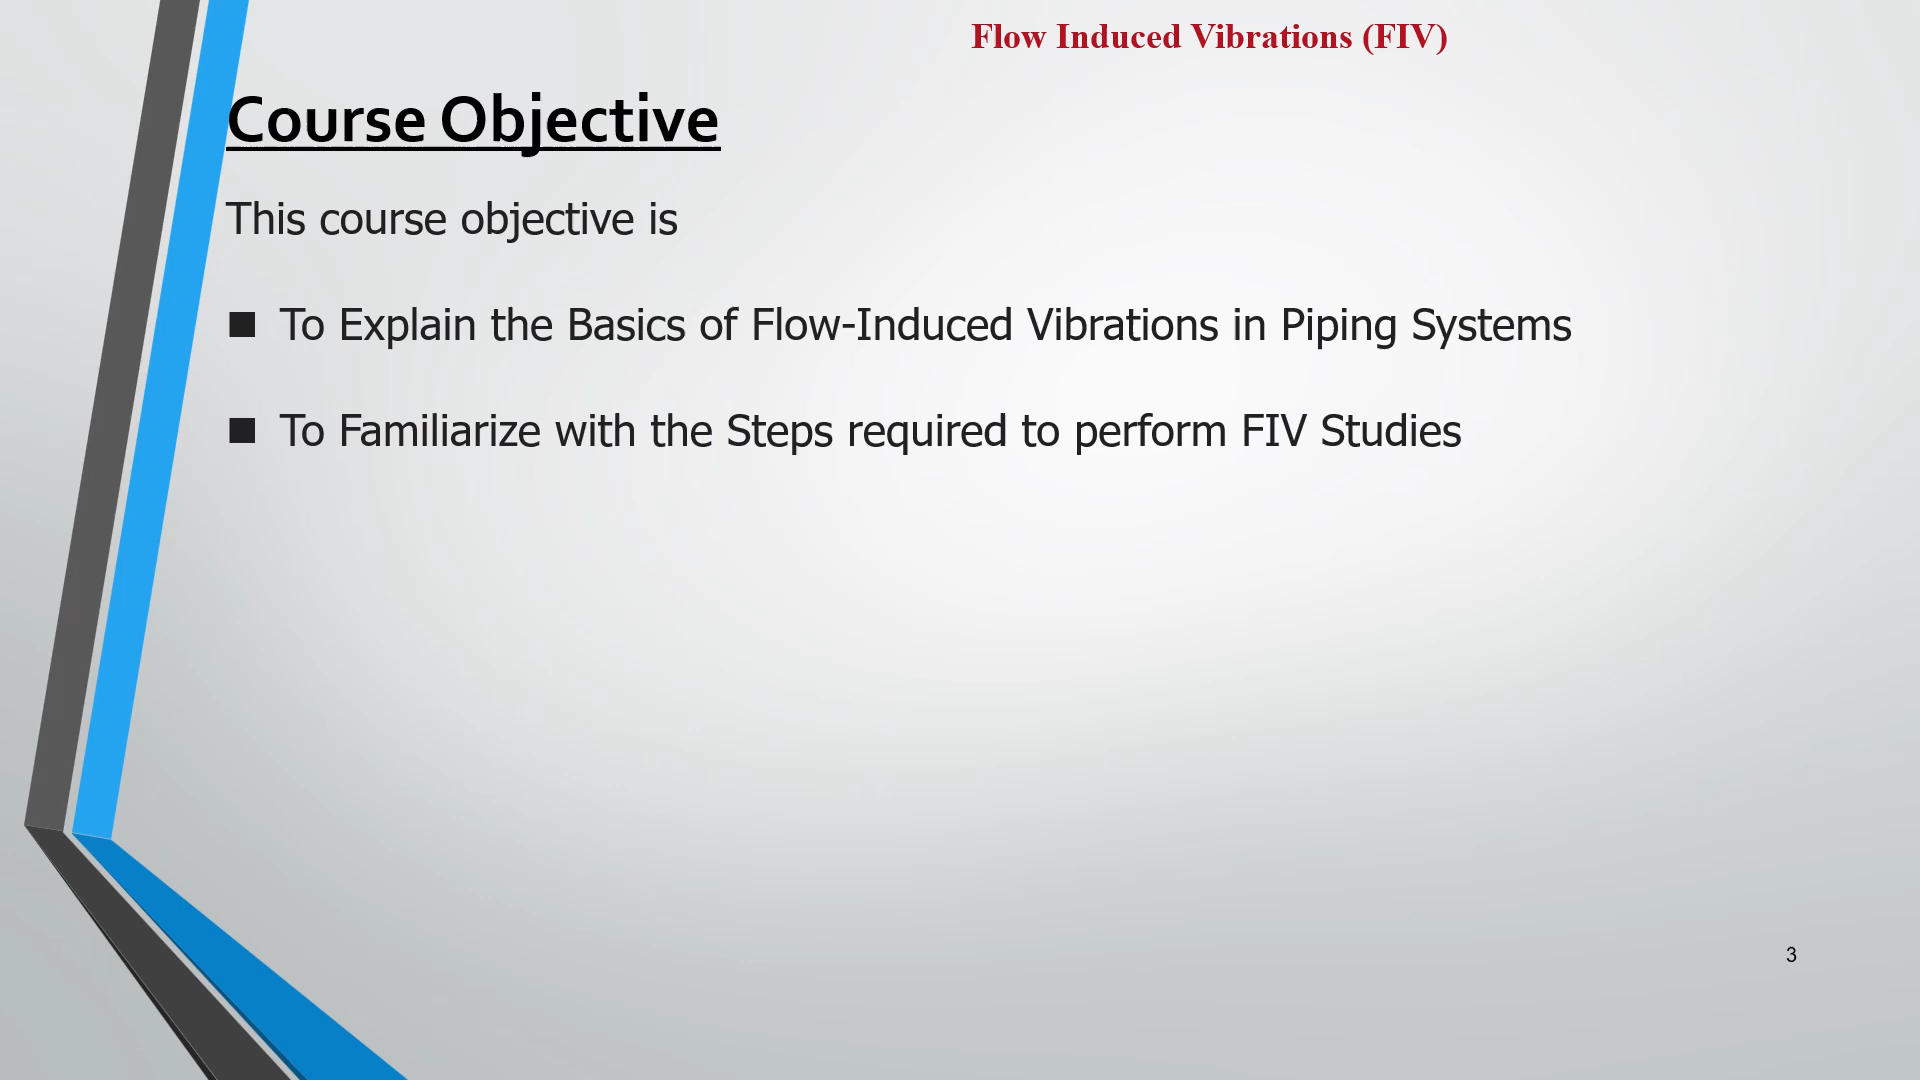 Flow Induced Vibrations (FIV)
Course Objective
This course objective is
■ To Explain the Basics of Flow-Induced Vibrations in Piping Systems
■ To Familiarize with the Steps required to perform FIV Studies
3